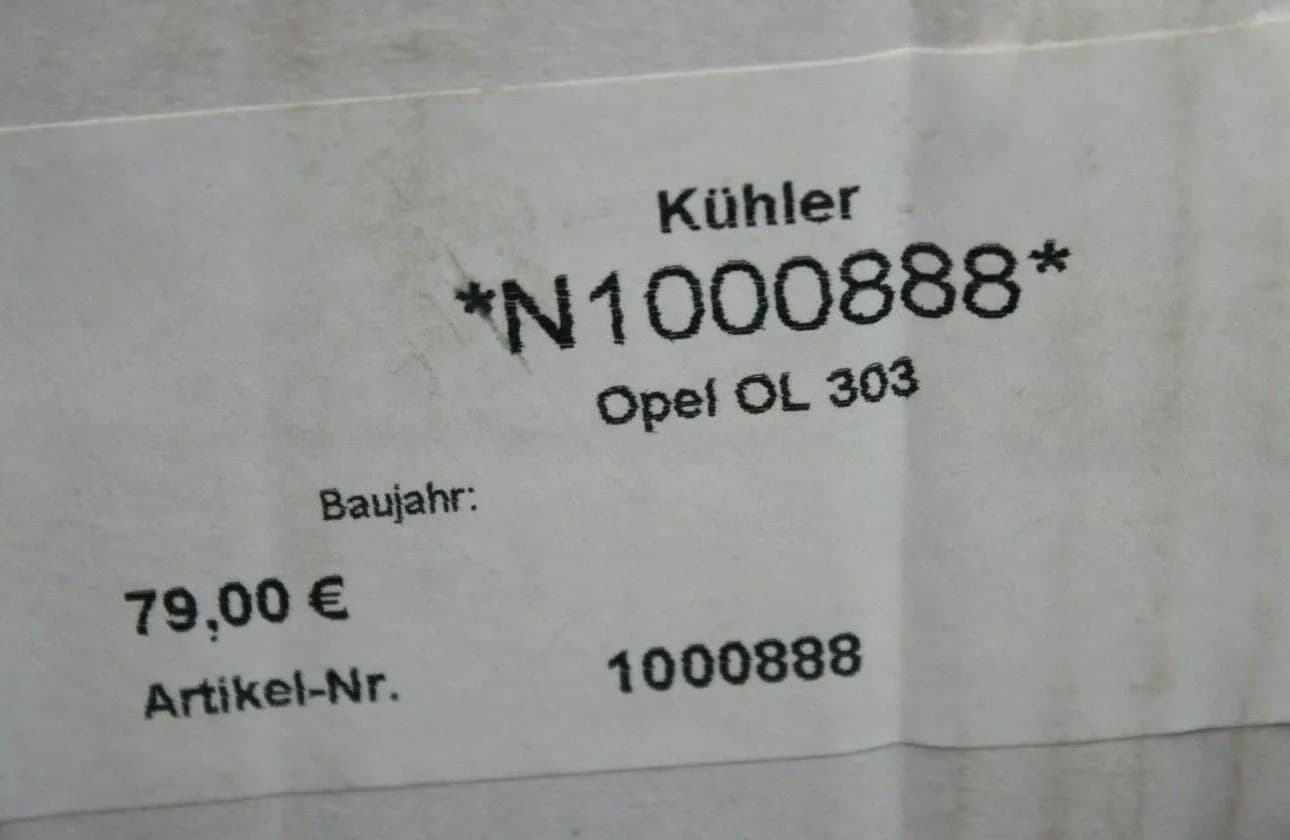 Kühler
*N1000888*
Opel OL 303
Baujahr:
79,00 €
Artikel-Nr. 1000888